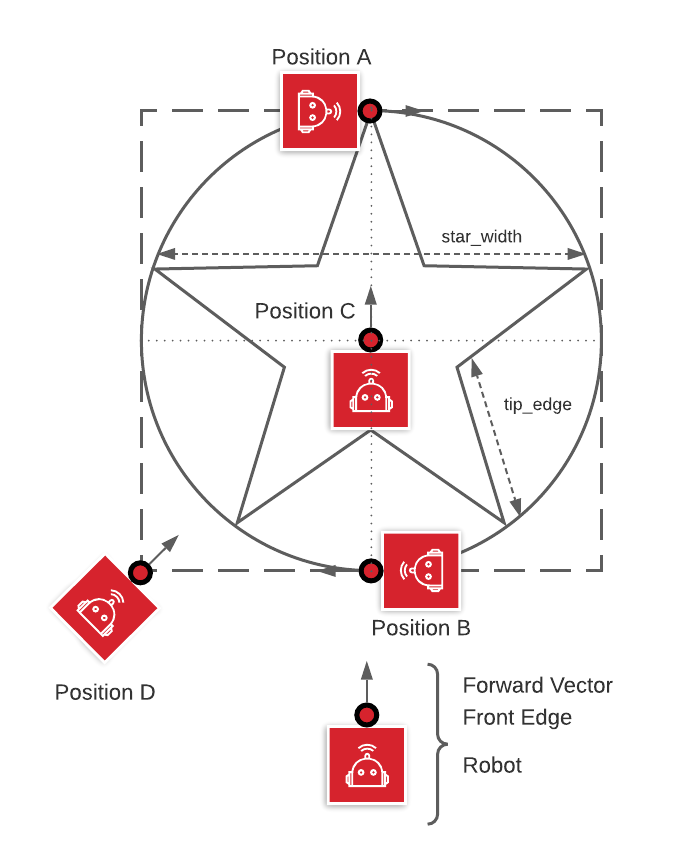 Position A
star_width
Position C
tip_edge
Position B
Position D
Forward Vector
Front Edge
Robot